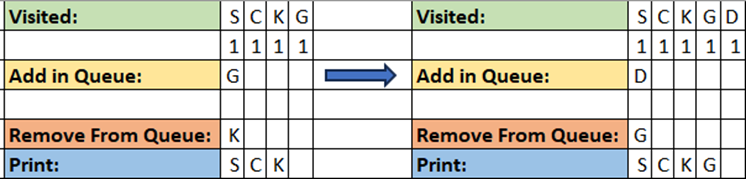 Visited: S C K G
1 1 1 1
Add in Queue: G
Remove From Queue: K
Print: S C K
Visited: S C K G D
1 1 1 1 1
Add in Queue: D
Remove From Queue: G
Print: S C K G